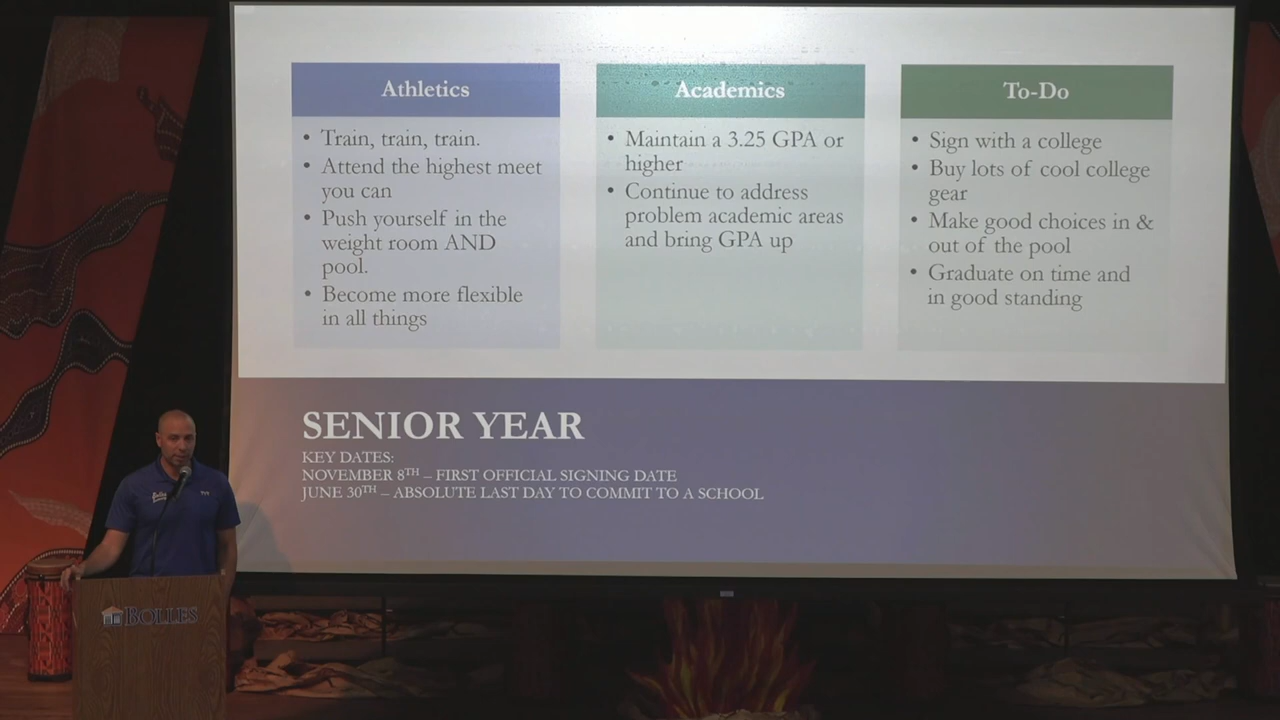 Athletics
• Train, train, train.
• Attend the highest meet
you can
• Push yourself in the
weight room AND
pool.
• Become more flexible
in all things
Academics
• Maintain a 3.25 GPA or
higher
• Continue to address
problem academic areas
and bring GPA up
To-Do
• Sign with a college
• Buy lots of cool college
gear
• Make good choices in &
out of the pool
• Graduate on time and
in good standing
SENIOR YEAR
KEY DATES:
NOVEMBER 8TH – FIRST OFFICIAL SIGNING DATE
JUNE 30TH – ABSOLUTE LAST DAY TO COMMIT TO A SCHOOL
Bolles
BOLLES